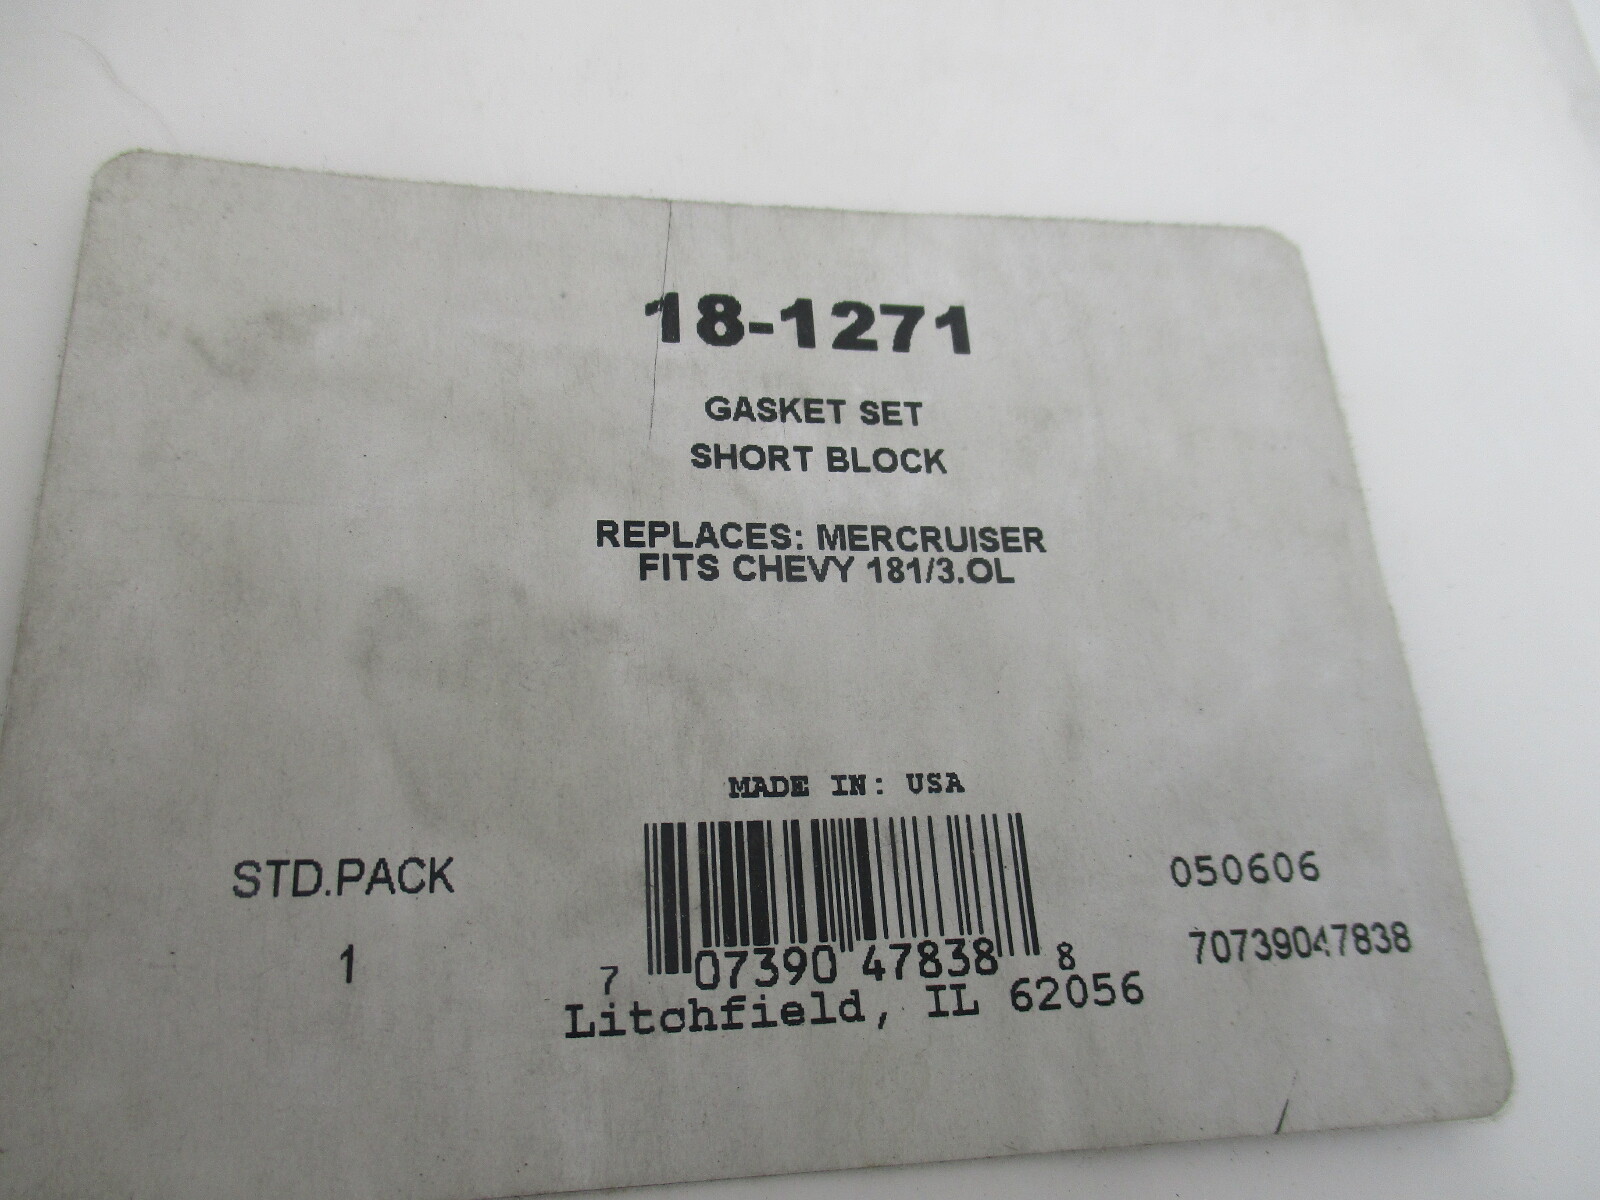 18-1271
GASKET SET
SHORT BLOCK
REPLACES: MERCRUISER
FITS CHEVY 181/3.OL
MADE IN: USA
STD.PACK
1
7 07390 47838 8
Litchfield, IL 62056
050606
70739047838